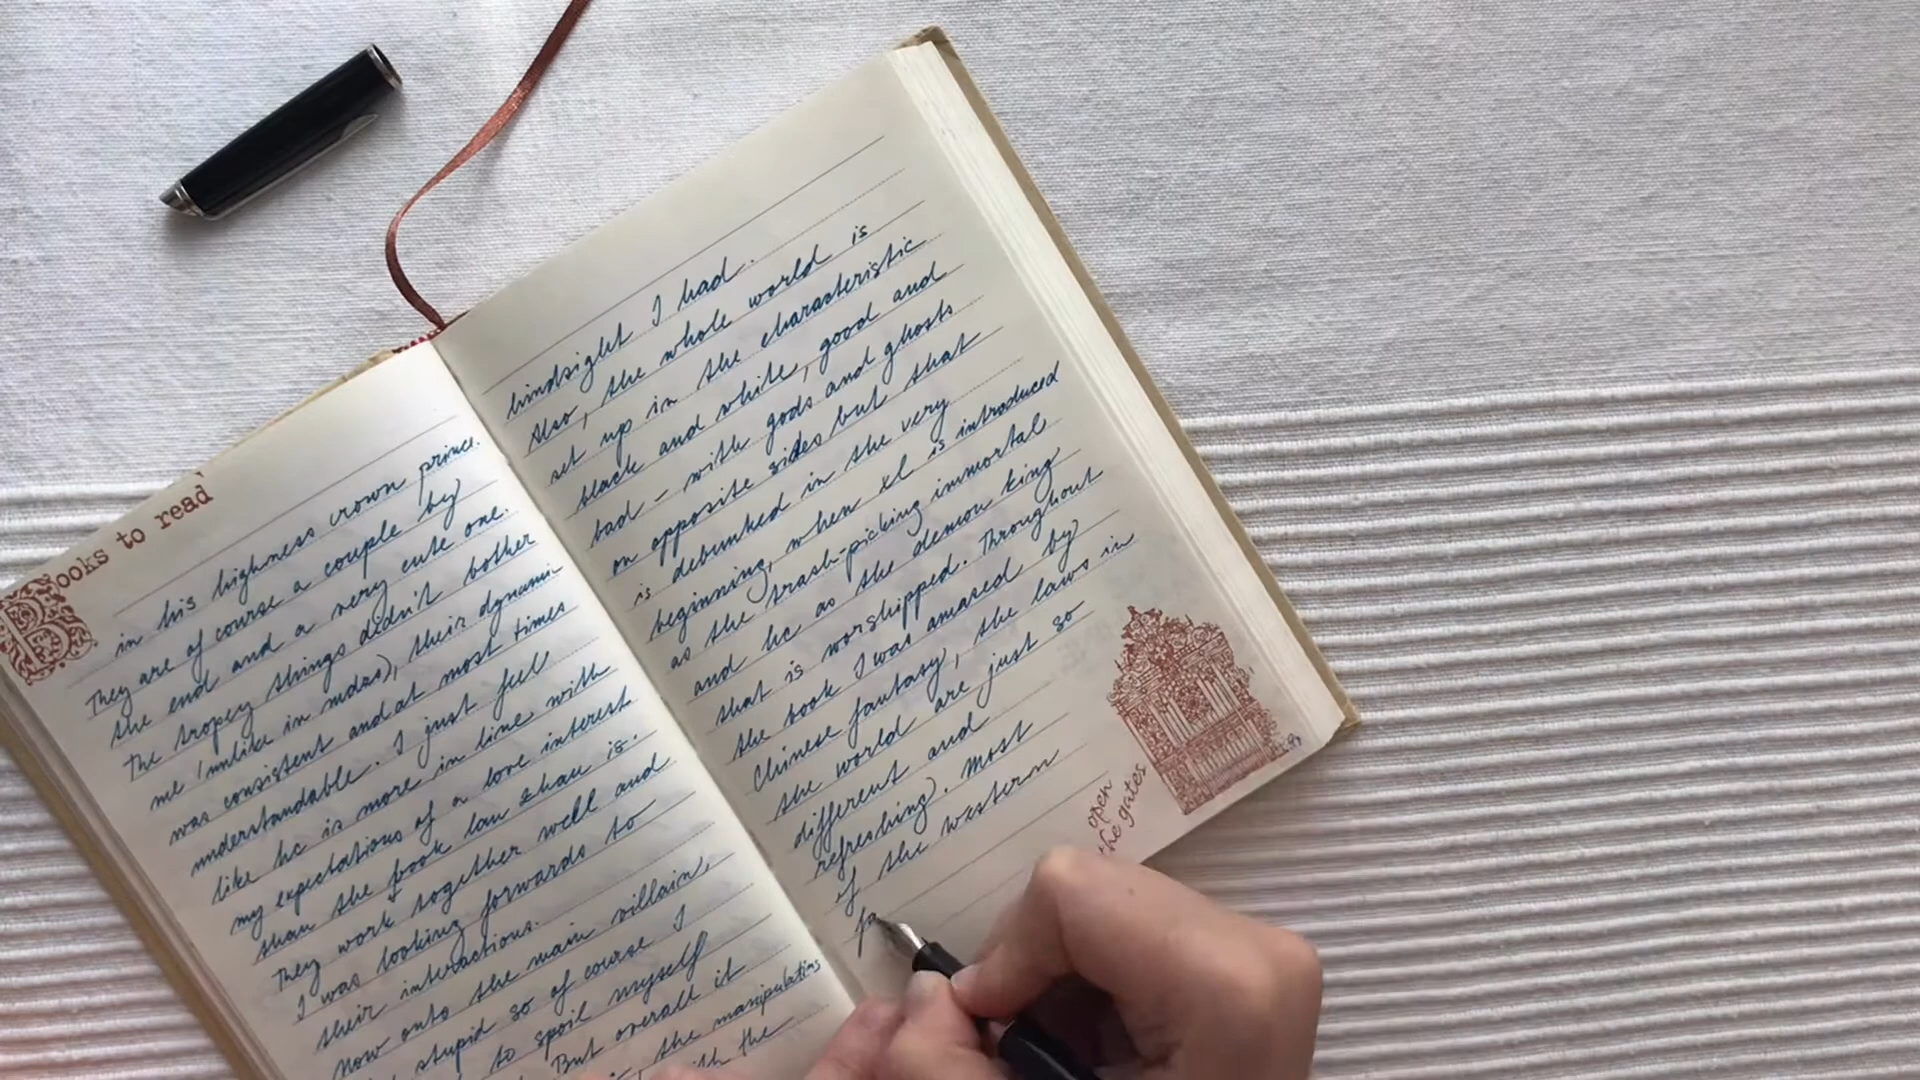 Books to read
in his highness crown prince.
They are of course a couple by
the end and a very cute one.
The tropey things didn't bother
me (unlike in mdzs), their dynami-
was consistent and at most times
understandable. I just feel
like hc is more in line with
my expectations of a love interest
than the book lan zhan is.
They work together well and
I was looking forwards to
their interactions.
Now onto the main villain,
stupid so of course I
to spoil myself
But overall it
the manipulations
with the
hindsight I had.
Also, the whole world is
set up in the characteristic
black and white, good and
bad - with gods and ghosts
on opposite sides but that
is debunked in the very
beginning, when xl is introduced
as the trash-picking immortal
and hc as the demon king
that is worshipped. Throughout
the book I was amased by
Chinese fantasy, the laws in
the world are just so
different and
refreshing. Most
of the western
open
the gates